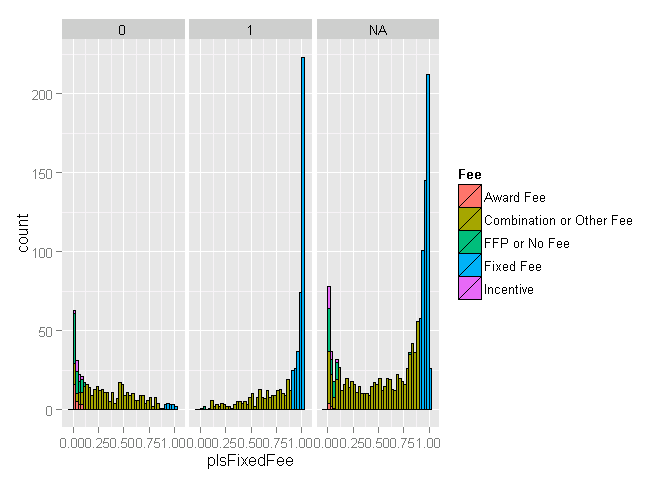 0 1 NA
200
150
100
50
0
count
0.000.250.500.751.00 0.000.250.500.751.00 0.000.250.500.751.00
pIsFixedFee
Fee
Award Fee
Combination or Other Fee
FFP or No Fee
Fixed Fee
Incentive